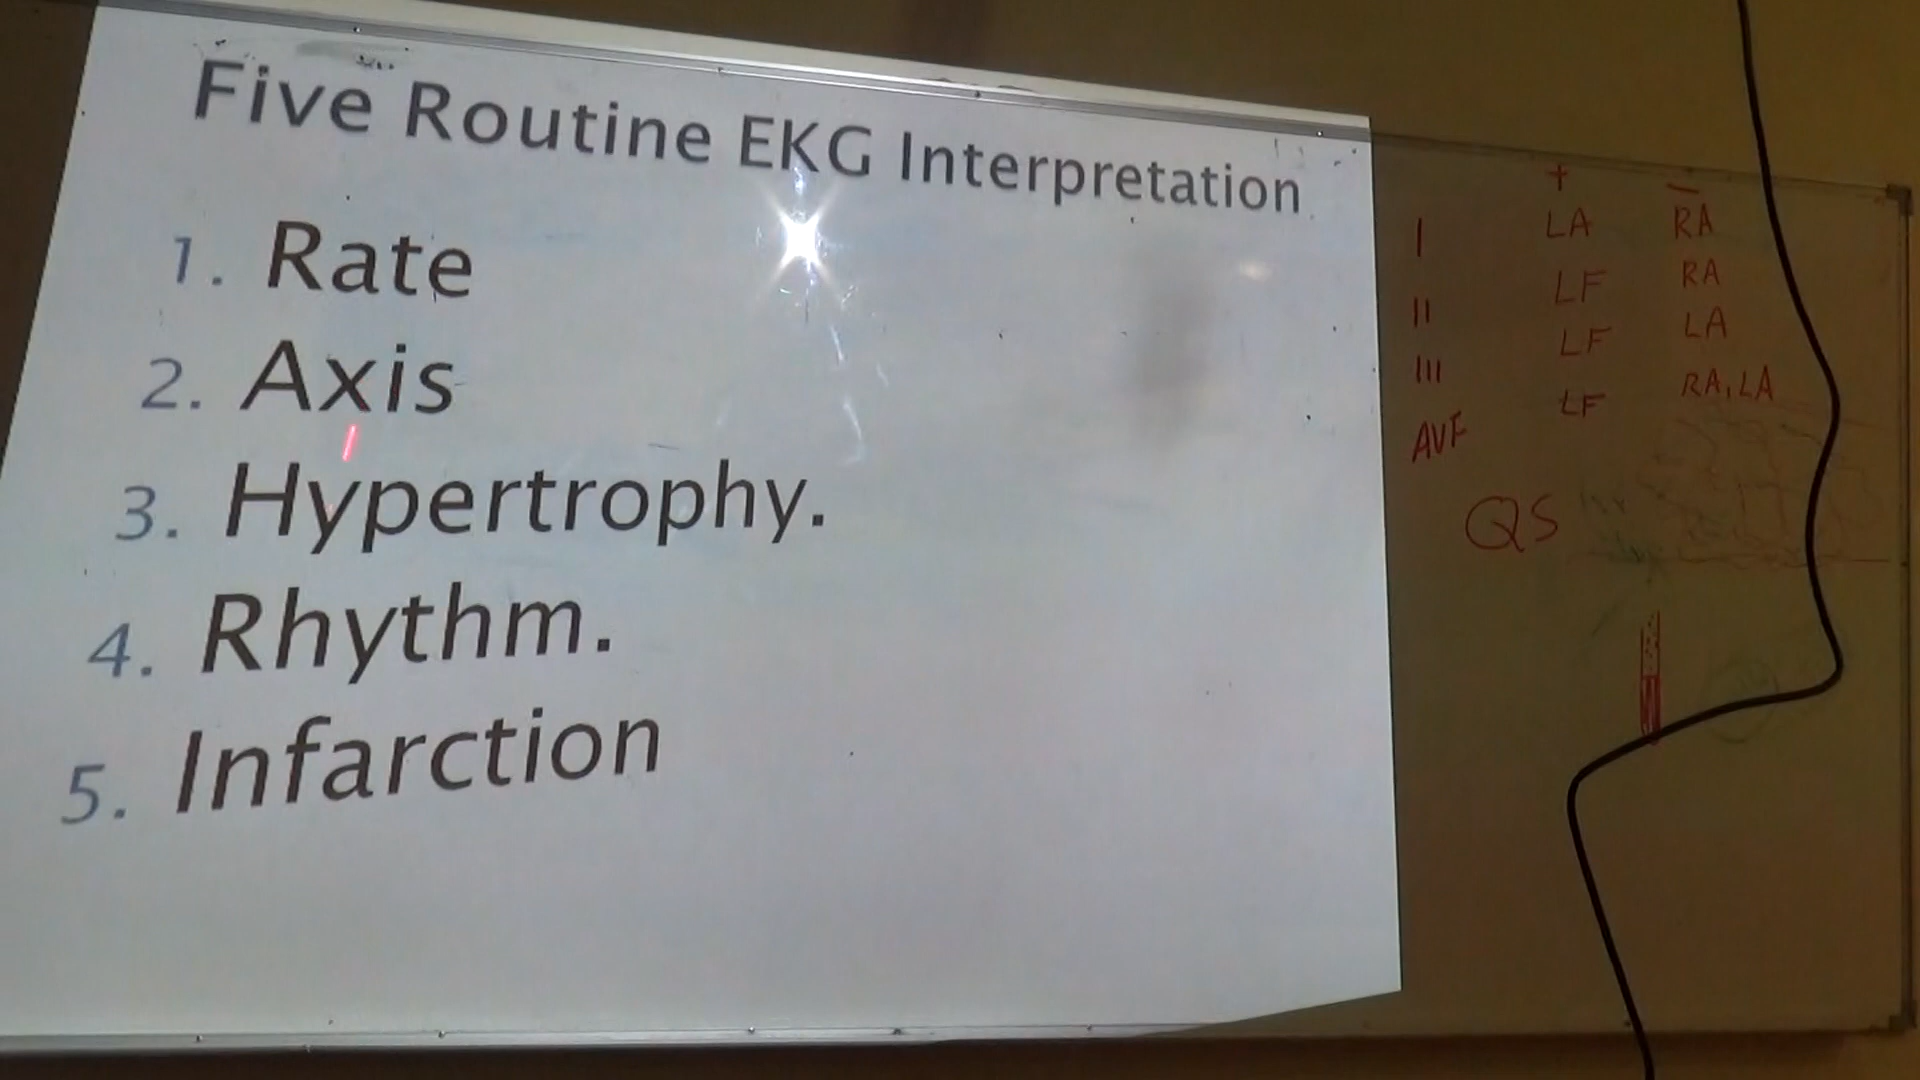 Five Routine EKG Interpretation
1. Rate
2. Axis
3. Hypertrophy.
4. Rhythm.
5. Infarction
+ −
I LA RA
II LF RA
III LF LA
AVF LF RA, LA
QS